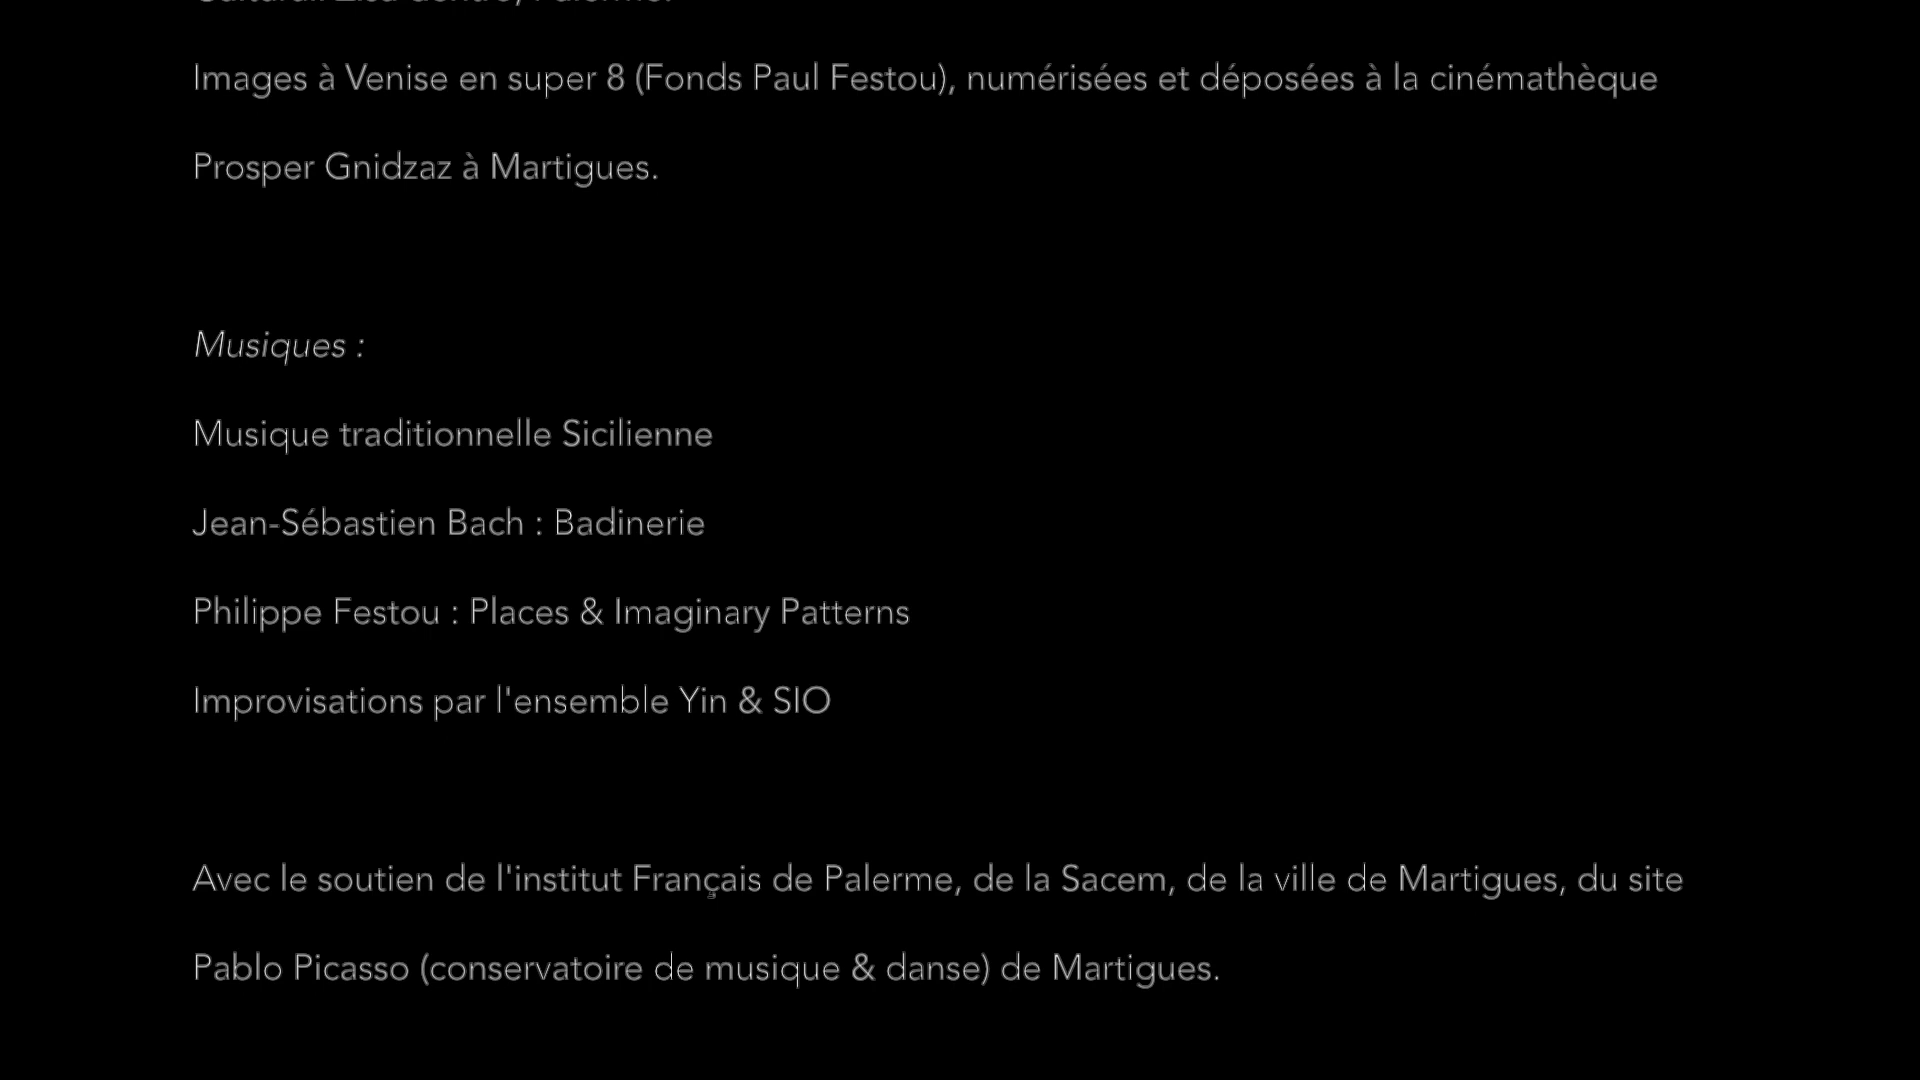 Images à Venise en super 8 (Fonds Paul Festou), numérisées et déposées à la cinémathèque
Prosper Gnidzaz à Martigues.
Musiques :
Musique traditionnelle Sicilienne
Jean-Sébastien Bach : Badinerie
Philippe Festou : Places & Imaginary Patterns
Improvisations par l'ensemble Yin & SIO
Avec le soutien de l'institut Français de Palerme, de la Sacem, de la ville de Martigues, du site
Pablo Picasso (conservatoire de musique & danse) de Martigues.